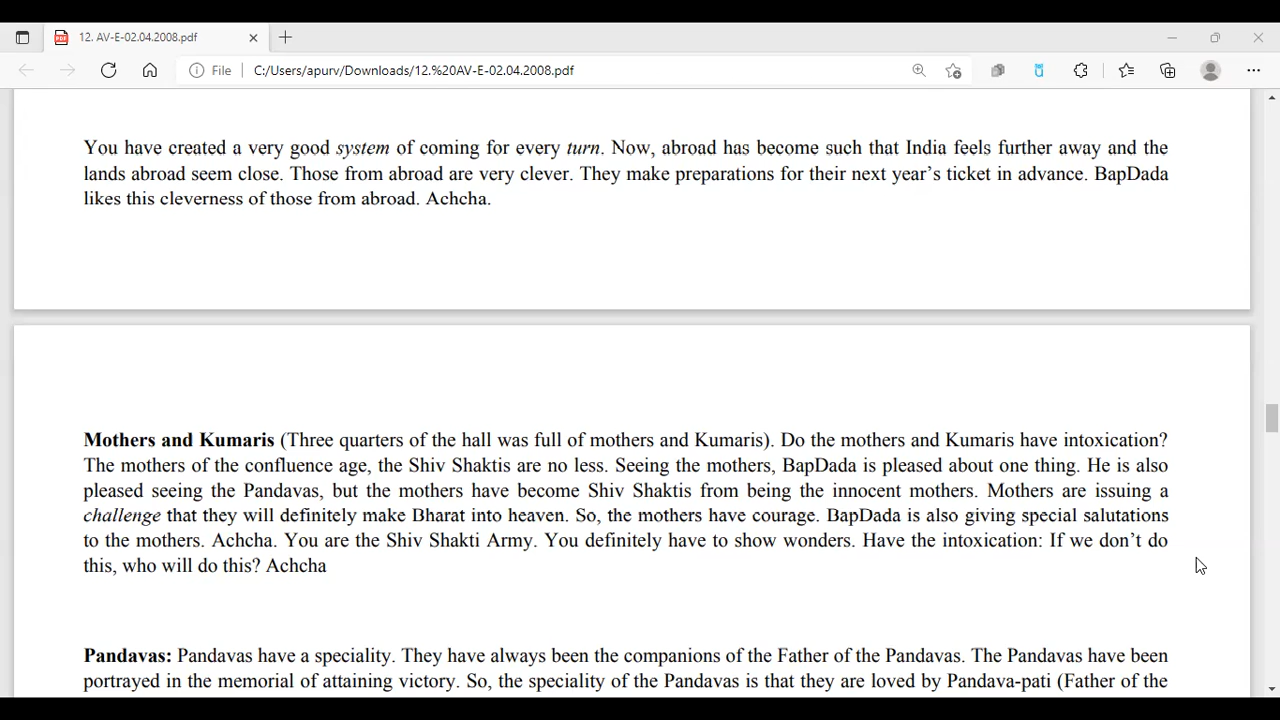 12. AV-E-02.04.2008.pdf
File C:/Users/apurv/Downloads/12.%20AV-E-02.04.2008.pdf
You have created a very good system of coming for every turn. Now, abroad has become such that India feels further away and the
lands abroad seem close. Those from abroad are very clever. They make preparations for their next year's ticket in advance. BapDada
likes this cleverness of those from abroad. Achcha.
Mothers and Kumaris (Three quarters of the hall was full of mothers and Kumaris). Do the mothers and Kumaris have intoxication?
The mothers of the confluence age, the Shiv Shaktis are no less. Seeing the mothers, BapDada is pleased about one thing. He is also
pleased seeing the Pandavas, but the mothers have become Shiv Shaktis from being the innocent mothers. Mothers are issuing a
challenge that they will definitely make Bharat into heaven. So, the mothers have courage. BapDada is also giving special salutations
to the mothers. Achcha. You are the Shiv Shakti Army. You definitely have to show wonders. Have the intoxication: If we don't do
this, who will do this? Achcha
Pandavas: Pandavas have a speciality. They have always been the companions of the Father of the Pandavas. The Pandavas have been
portrayed in the memorial of attaining victory. So, the speciality of the Pandavas is that they are loved by Pandava-pati (Father of the